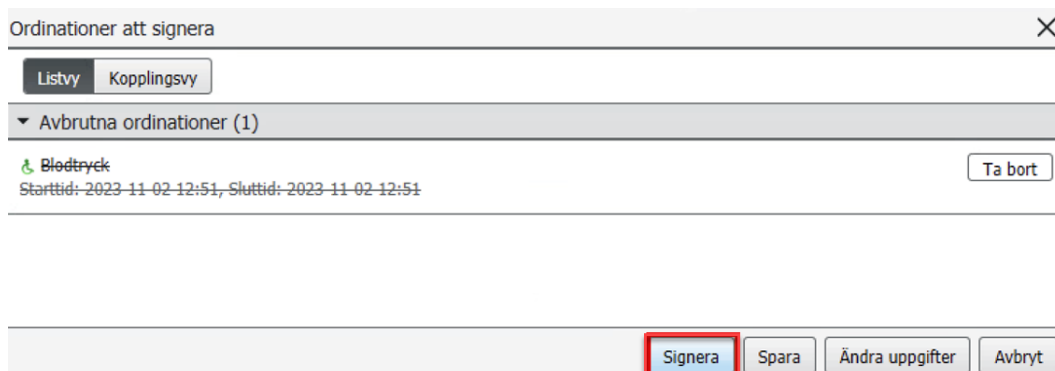 Ordinationer att signera
Listvy Kopplingsvy
Avbrutna ordinationer (1)
Blodtryck
Ta bort
Starttid: 2023-11-02 12:51, Sluttid: 2023-11-02 12:51
Signera Spara Ändra uppgifter Avbryt